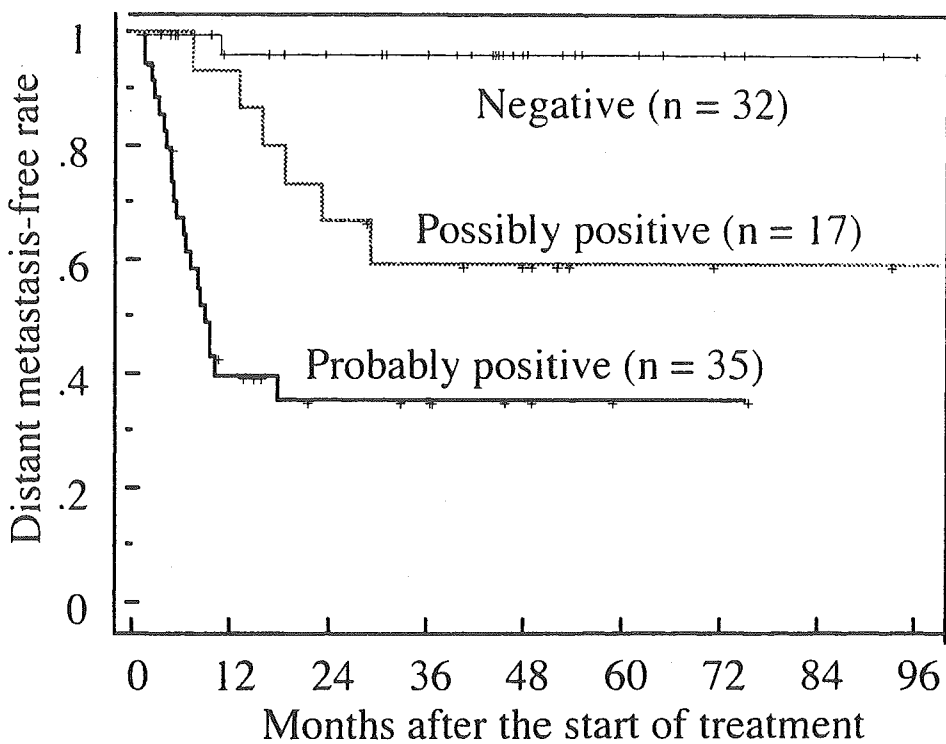 Distant metastasis-free rate
1
.8
.6
.4
.2
0
Negative (n = 32)
Possibly positive (n = 17)
Probably positive (n = 35)
0 12 24 36 48 60 72 84 96
Months after the start of treatment